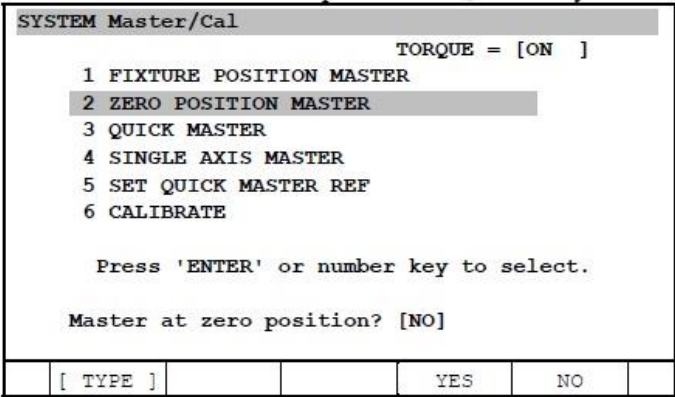 SYSTEM Master/Cal
TORQUE = [ON  ]
1 FIXTURE POSITION MASTER
2 ZERO POSITION MASTER
3 QUICK MASTER
4 SINGLE AXIS MASTER
5 SET QUICK MASTER REF
6 CALIBRATE
Press 'ENTER' or number key to select.
Master at zero position? [NO]
[ TYPE ] YES NO